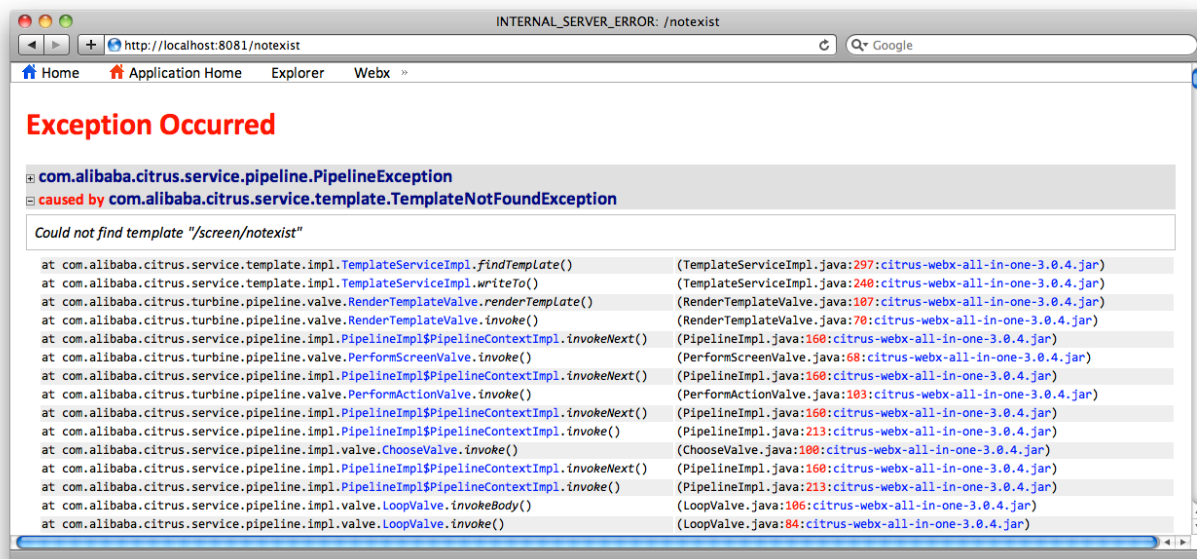 INTERNAL_SERVER_ERROR: /notexist
http://localhost:8081/notexist
Google
Home Application Home Explorer Webx »
Exception Occurred
com.alibaba.citrus.service.pipeline.PipelineException
caused by com.alibaba.citrus.service.template.TemplateNotFoundException
Could not find template "/screen/notexist"
at com.alibaba.citrus.service.template.impl.TemplateServiceImpl.findTemplate() (TemplateServiceImpl.java:297:citrus-webx-all-in-one-3.0.4.jar)
at com.alibaba.citrus.service.template.impl.TemplateServiceImpl.writeTo() (TemplateServiceImpl.java:240:citrus-webx-all-in-one-3.0.4.jar)
at com.alibaba.citrus.turbine.pipeline.valve.RenderTemplateValve.renderTemplate() (RenderTemplateValve.java:107:citrus-webx-all-in-one-3.0.4.jar)
at com.alibaba.citrus.turbine.pipeline.valve.RenderTemplateValve.invoke() (RenderTemplateValve.java:70:citrus-webx-all-in-one-3.0.4.jar)
at com.alibaba.citrus.service.pipeline.impl.PipelineImpl$PipelineContextImpl.invokeNext() (PipelineImpl.java:160:citrus-webx-all-in-one-3.0.4.jar)
at com.alibaba.citrus.turbine.pipeline.valve.PerformScreenValve.invoke() (PerformScreenValve.java:68:citrus-webx-all-in-one-3.0.4.jar)
at com.alibaba.citrus.service.pipeline.impl.PipelineImpl$PipelineContextImpl.invokeNext() (PipelineImpl.java:160:citrus-webx-all-in-one-3.0.4.jar)
at com.alibaba.citrus.turbine.pipeline.valve.PerformActionValve.invoke() (PerformActionValve.java:103:citrus-webx-all-in-one-3.0.4.jar)
at com.alibaba.citrus.service.pipeline.impl.PipelineImpl$PipelineContextImpl.invokeNext() (PipelineImpl.java:160:citrus-webx-all-in-one-3.0.4.jar)
at com.alibaba.citrus.service.pipeline.impl.PipelineImpl$PipelineContextImpl.invoke() (PipelineImpl.java:213:citrus-webx-all-in-one-3.0.4.jar)
at com.alibaba.citrus.service.pipeline.impl.valve.ChooseValve.invoke() (ChooseValve.java:100:citrus-webx-all-in-one-3.0.4.jar)
at com.alibaba.citrus.service.pipeline.impl.PipelineImpl$PipelineContextImpl.invokeNext() (PipelineImpl.java:160:citrus-webx-all-in-one-3.0.4.jar)
at com.alibaba.citrus.service.pipeline.impl.PipelineImpl$PipelineContextImpl.invoke() (PipelineImpl.java:213:citrus-webx-all-in-one-3.0.4.jar)
at com.alibaba.citrus.service.pipeline.impl.valve.LoopValve.invokeBody() (LoopValve.java:106:citrus-webx-all-in-one-3.0.4.jar)
at com.alibaba.citrus.service.pipeline.impl.valve.LoopValve.invoke() (LoopValve.java:84:citrus-webx-all-in-one-3.0.4.jar)